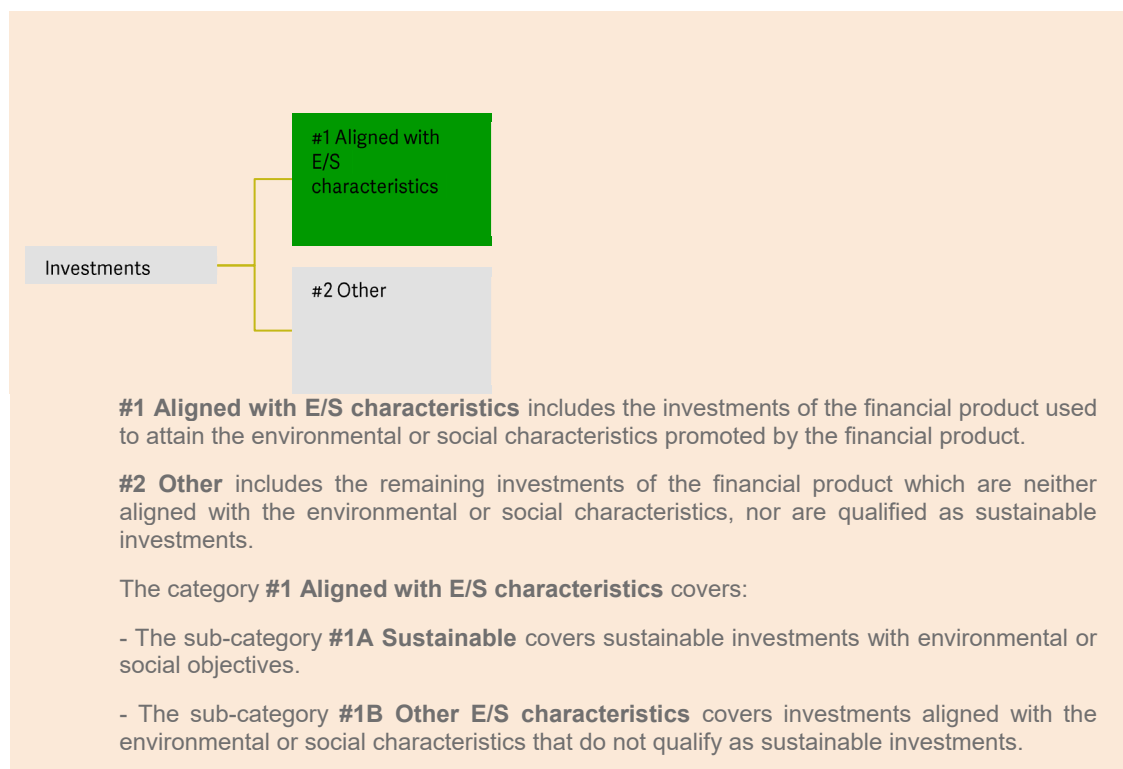 #1 Aligned with
E/S
characteristics
Investments
#2 Other
#1 Aligned with E/S characteristics includes the investments of the financial product used
to attain the environmental or social characteristics promoted by the financial product.
#2 Other includes the remaining investments of the financial product which are neither
aligned with the environmental or social characteristics, nor are qualified as sustainable
investments.
The category #1 Aligned with E/S characteristics covers:
- The sub-category #1A Sustainable covers sustainable investments with environmental or
social objectives.
- The sub-category #1B Other E/S characteristics covers investments aligned with the
environmental or social characteristics that do not qualify as sustainable investments.